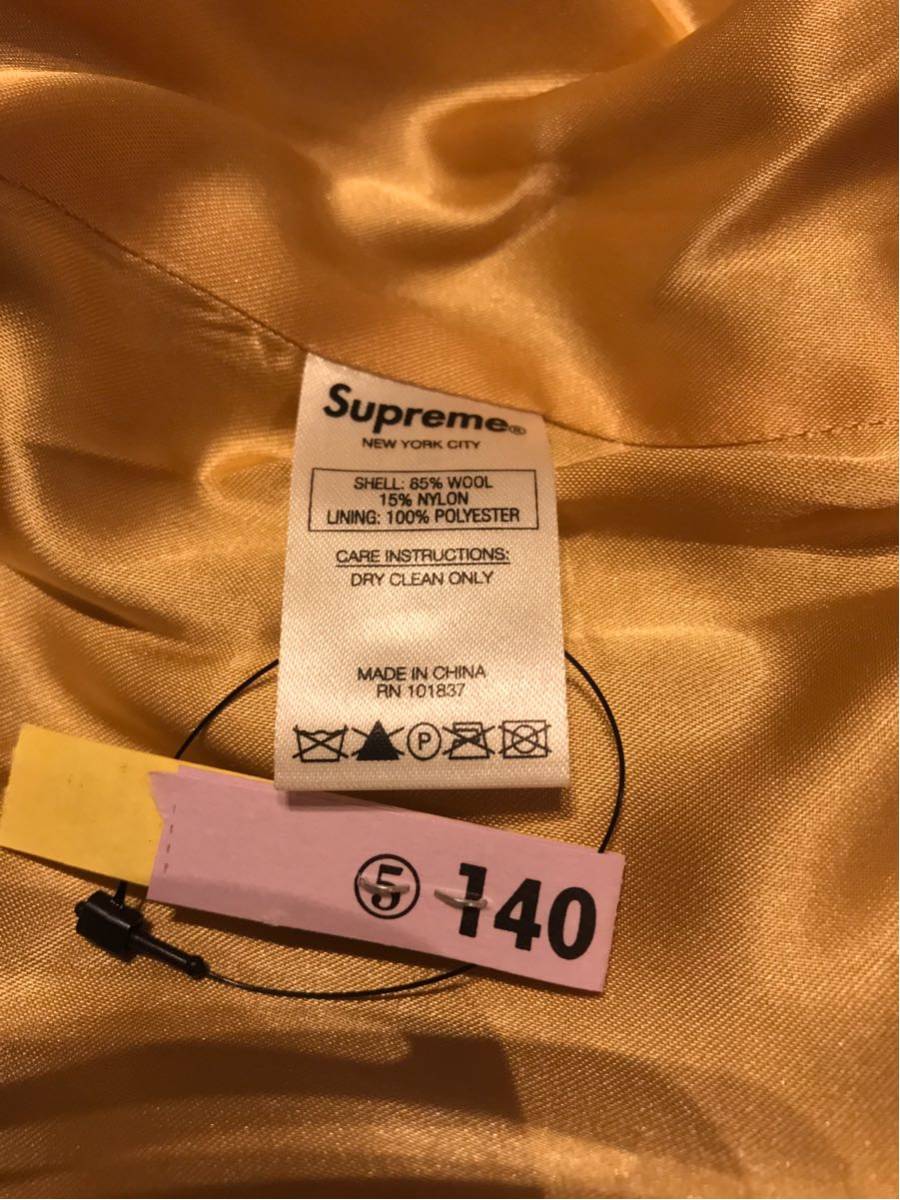 Supreme®
NEW YORK CITY
SHELL: 85% WOOL
15% NYLON
LINING: 100% POLYESTER
CARE INSTRUCTIONS:
DRY CLEAN ONLY
MADE IN CHINA
RN 101837
P
⑤ 140